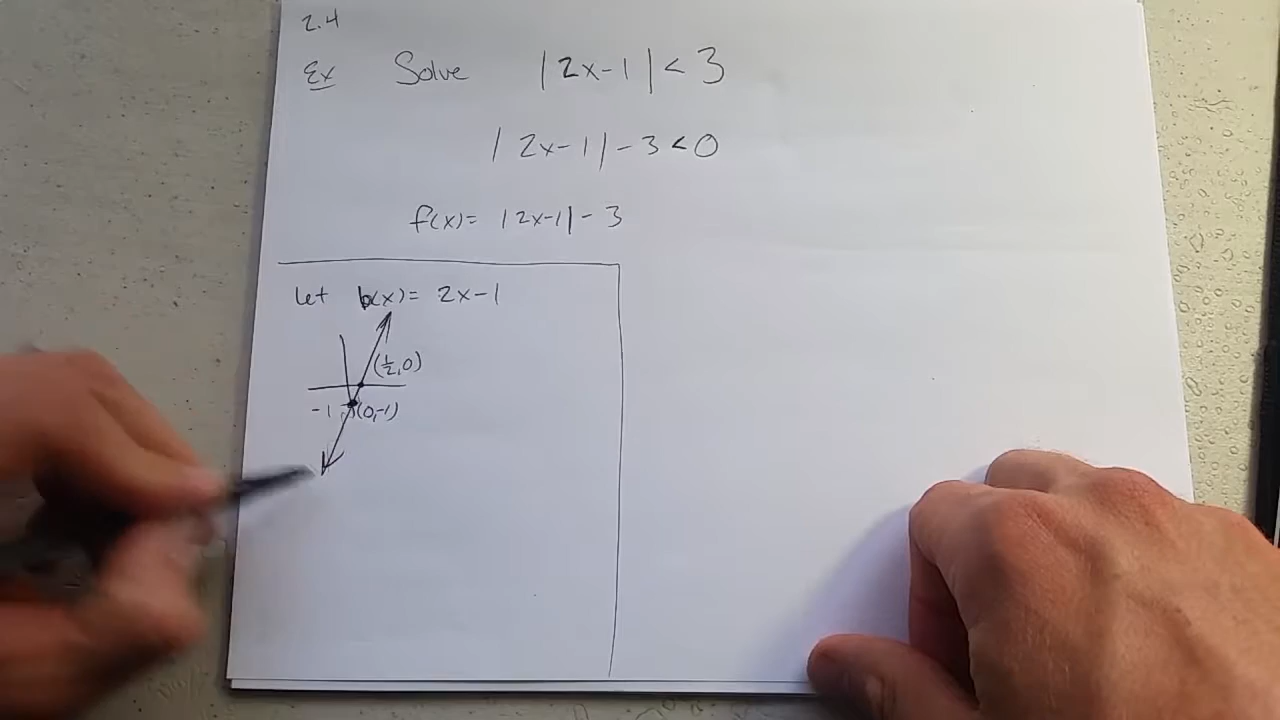 2.4
Ex Solve |2x-1| < 3
|2x-1| - 3 < 0
f(x) = |2x-1| - 3
Let b(x) = 2x-1
(½, 0)
-1 (0,-1)